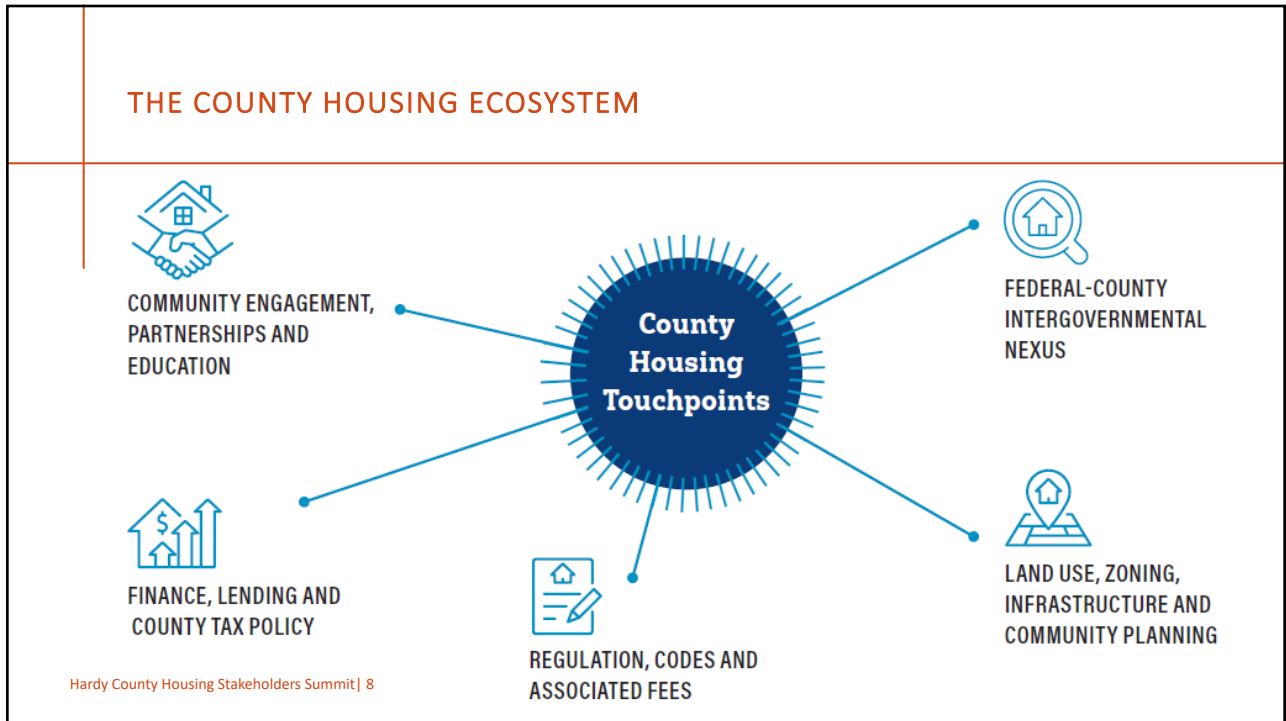 THE COUNTY HOUSING ECOSYSTEM
COMMUNITY ENGAGEMENT,
PARTNERSHIPS AND
EDUCATION
County
Housing
Touchpoints
FEDERAL-COUNTY
INTERGOVERNMENTAL
NEXUS
$
FINANCE, LENDING AND
COUNTY TAX POLICY
REGULATION, CODES AND
ASSOCIATED FEES
LAND USE, ZONING,
INFRASTRUCTURE AND
COMMUNITY PLANNING
Hardy County Housing Stakeholders Summit| 8